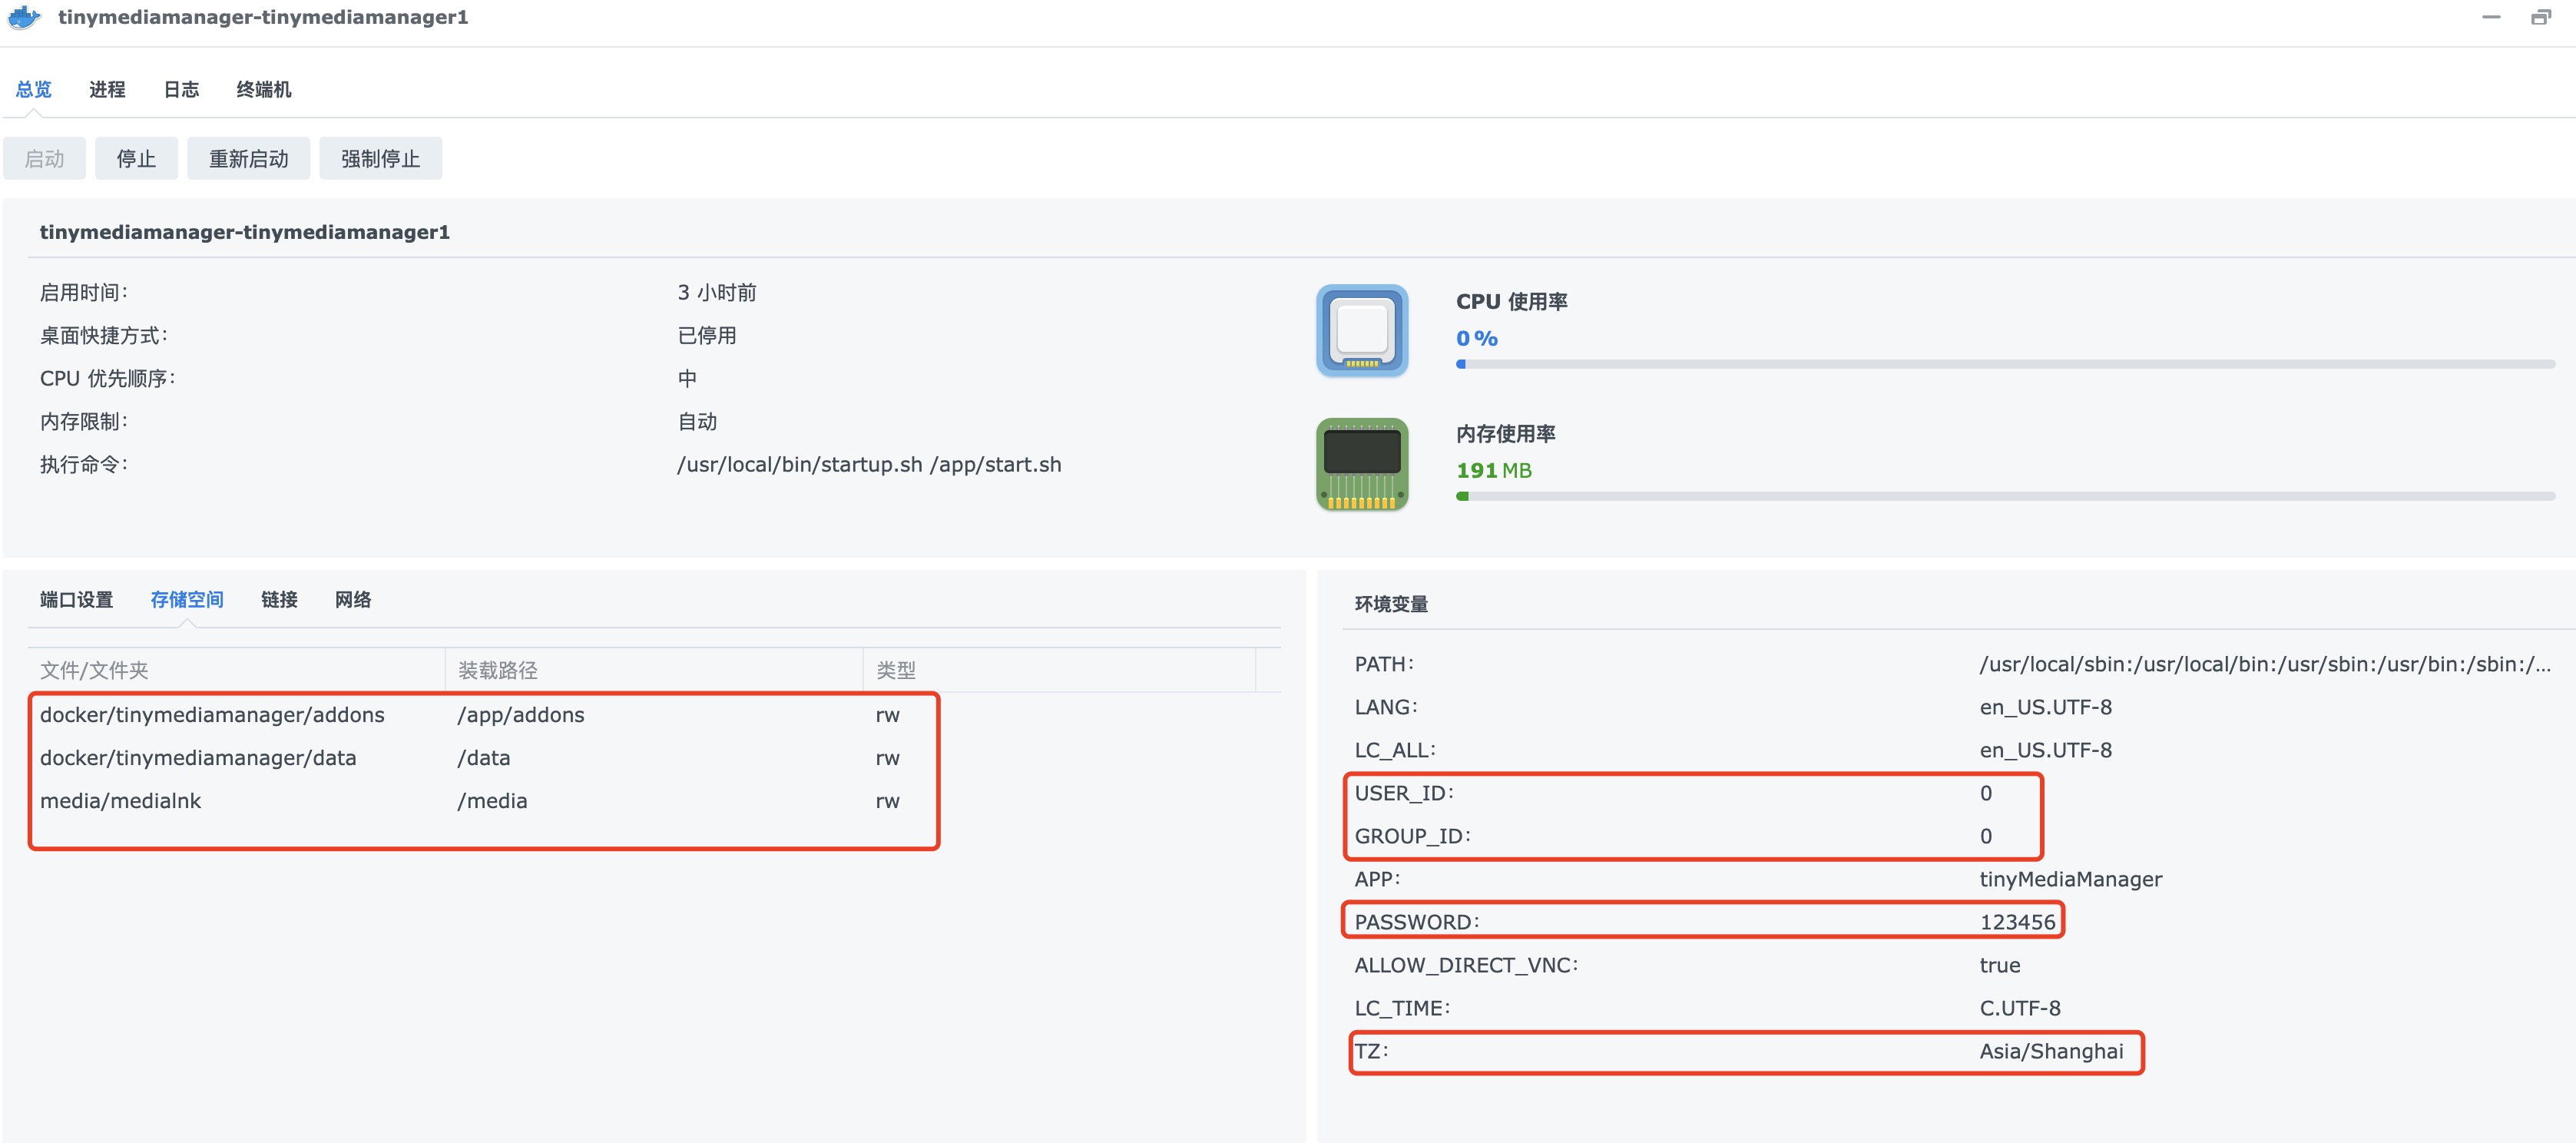 tinymediamanager-tinymediamanager1
总览 进程 日志 终端机
启动 停止 重新启动 强制停止
tinymediamanager-tinymediamanager1
启用时间: 3 小时前
桌面快捷方式: 已停用
CPU 优先顺序: 中
内存限制: 自动
执行命令: /usr/local/bin/startup.sh /app/start.sh
CPU 使用率
0 %
内存使用率
191 MB
端口设置 存储空间 链接 网络
文件/文件夹 装载路径 类型
docker/tinymediamanager/addons /app/addons rw
docker/tinymediamanager/data /data rw
media/medialnk /media rw
环境变量
PATH: /usr/local/sbin:/usr/local/bin:/usr/sbin:/usr/bin:/sbin:/...
LANG: en_US.UTF-8
LC_ALL: en_US.UTF-8
USER_ID: 0
GROUP_ID: 0
APP: tinyMediaManager
PASSWORD: 123456
ALLOW_DIRECT_VNC: true
LC_TIME: C.UTF-8
TZ: Asia/Shanghai